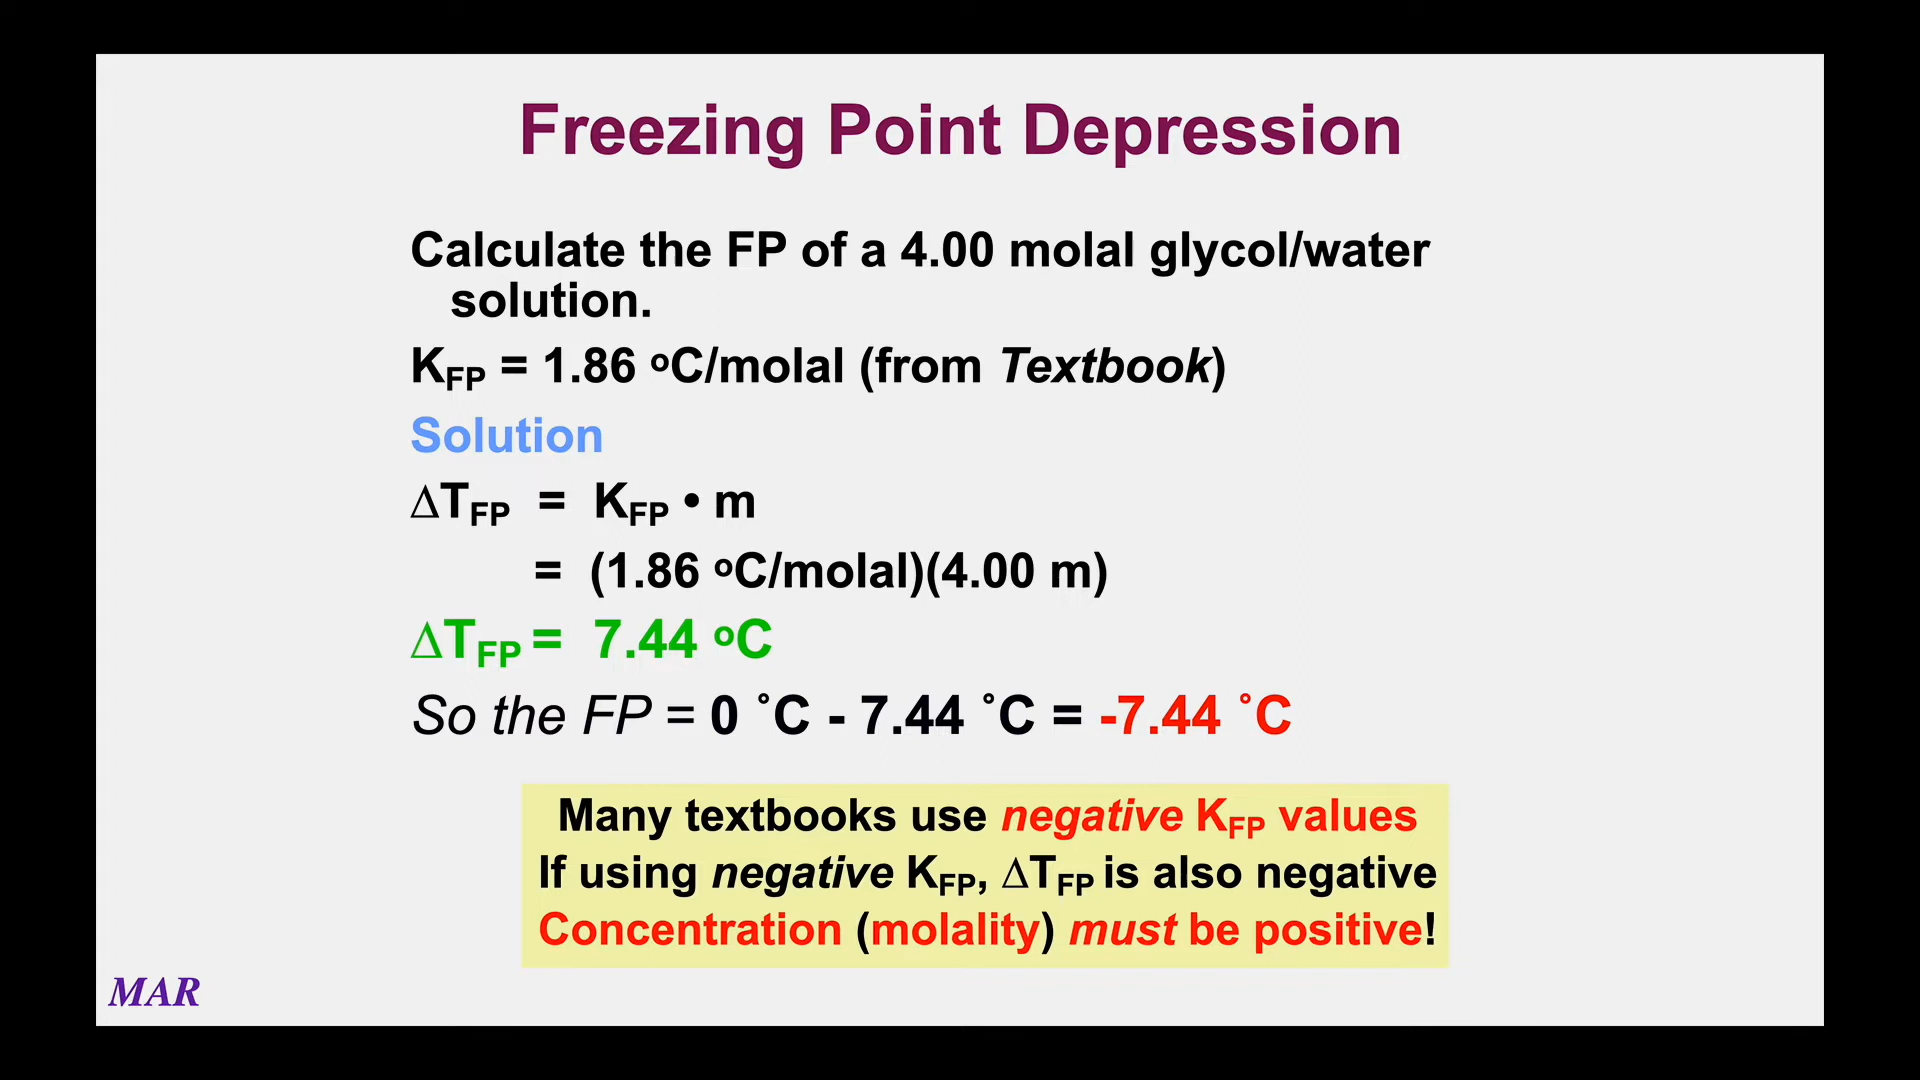 Freezing Point Depression
Calculate the FP of a 4.00 molal glycol/water
solution.
KFP = 1.86 oC/molal (from Textbook)
Solution
∆TFP = KFP • m
= (1.86 oC/molal)(4.00 m)
∆TFP = 7.44 oC
So the FP = 0 ˚C - 7.44 ˚C = -7.44 ˚C
Many textbooks use negative KFP values
If using negative KFP, ∆TFP is also negative
Concentration (molality) must be positive!
MAR